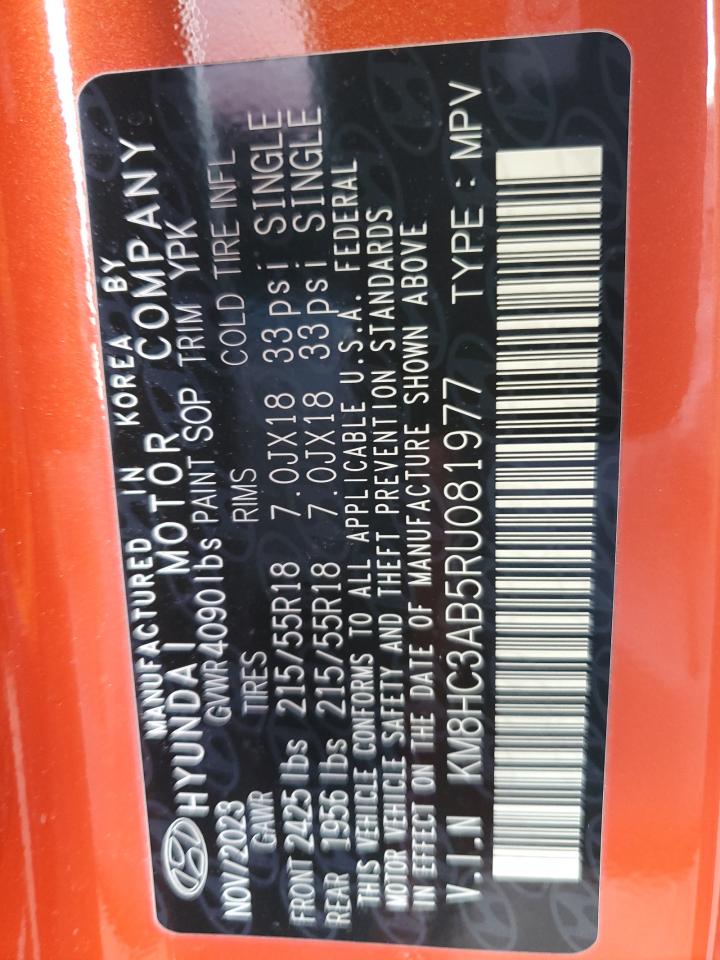 MANUFACTURED IN KOREA BY
HYUNDAI MOTOR COMPANY
NOV/2023 GVWR 4090lbs PAINT SOP TRIM YPK
GAWR TIRES RIMS COLD TIRE INFL
FRONT 2425 lbs 215/55R18 7.0JX18 33psi SINGLE
REAR 1956 lbs 215/55R18 7.0JX18 33psi SINGLE
THIS VEHICLE CONFORMS TO ALL APPLICABLE U.S.A. FEDERAL
MOTOR VEHICLE SAFETY AND THEFT PREVENTION STANDARDS
IN EFFECT ON THE DATE OF MANUFACTURE SHOWN ABOVE
V.I.N KM8HC3AB5RU081977 TYPE : MPV